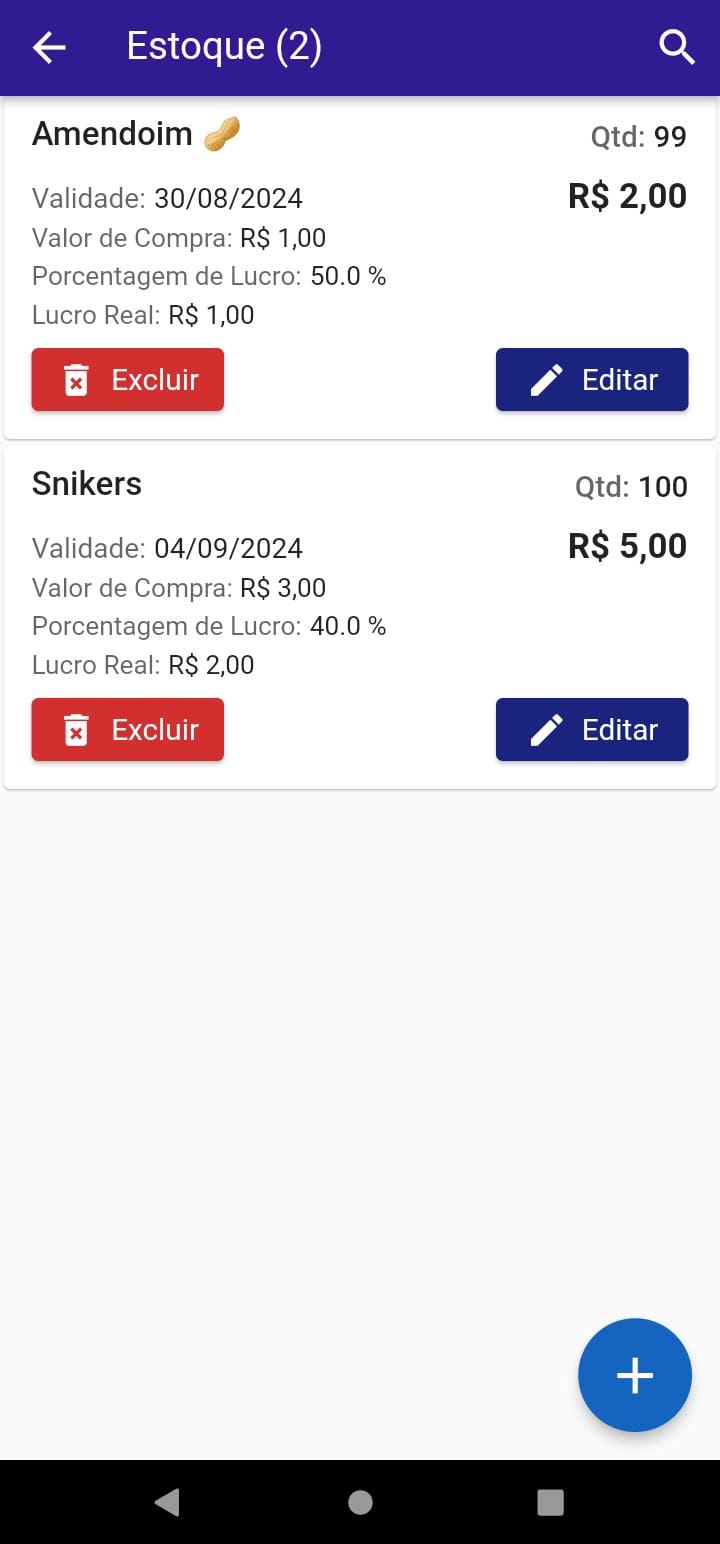 Estoque (2)
Amendoim 🥜
Qtd: 99
Validade: 30/08/2024
R$ 2,00
Valor de Compra: R$ 1,00
Porcentagem de Lucro: 50.0 %
Lucro Real: R$ 1,00
Excluir
Editar
Snikers
Qtd: 100
Validade: 04/09/2024
R$ 5,00
Valor de Compra: R$ 3,00
Porcentagem de Lucro: 40.0 %
Lucro Real: R$ 2,00
Excluir
Editar